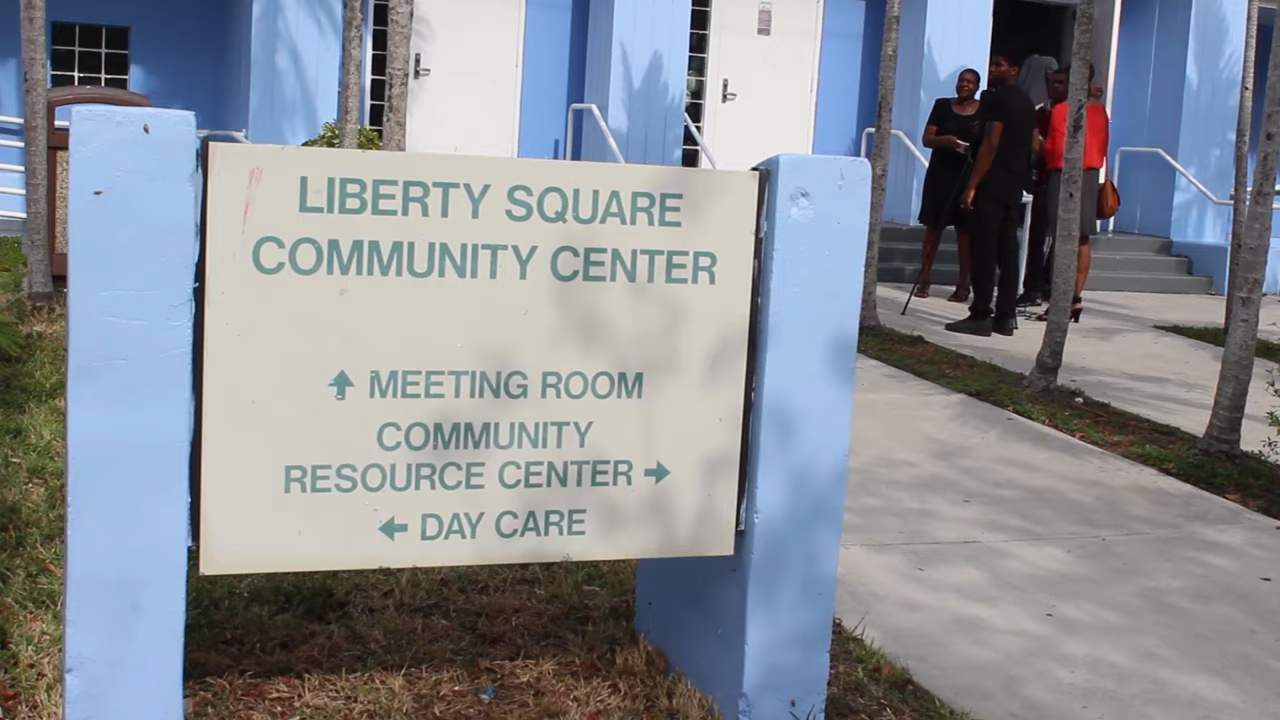 LIBERTY SQUARE
COMMUNITY CENTER
MEETING ROOM
COMMUNITY
RESOURCE CENTER
DAY CARE